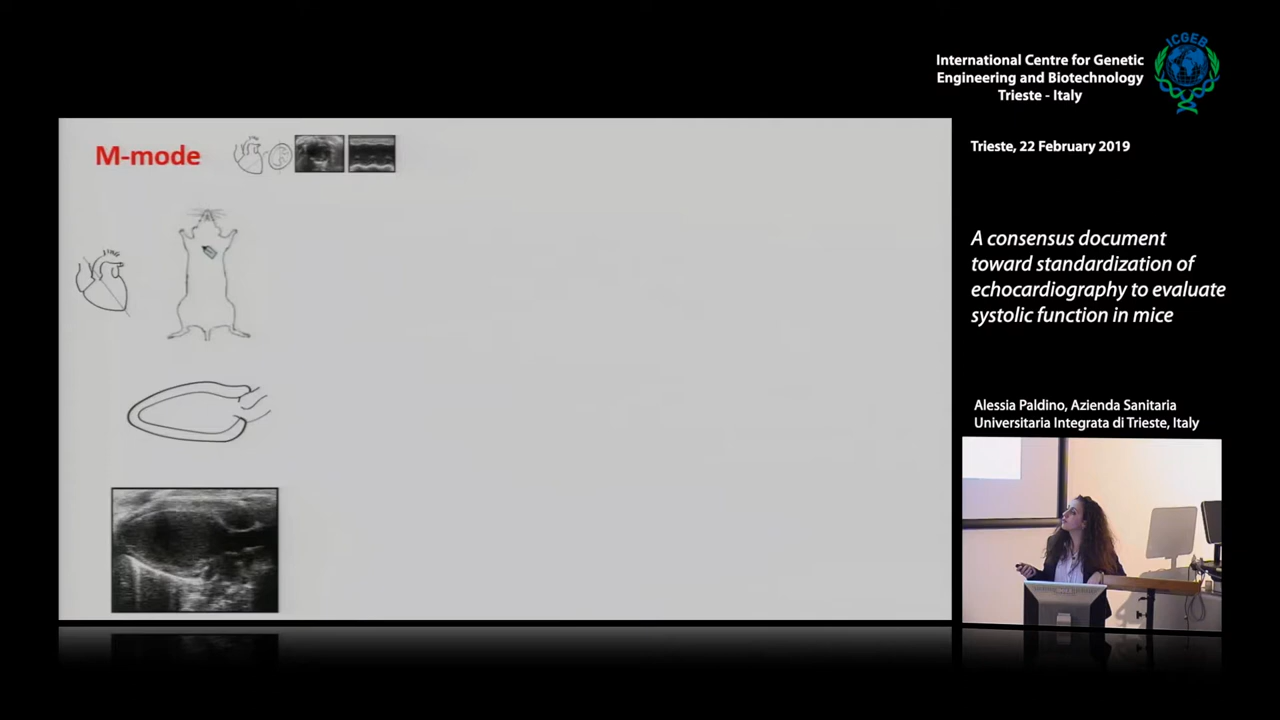 M-mode
ICGEB
International Centre for Genetic
Engineering and Biotechnology
Trieste - Italy
Trieste, 22 February 2019
A consensus document
toward standardization of
echocardiography to evaluate
systolic function in mice
Alessia Paldino, Azienda Sanitaria
Universitaria Integrata di Trieste, Italy